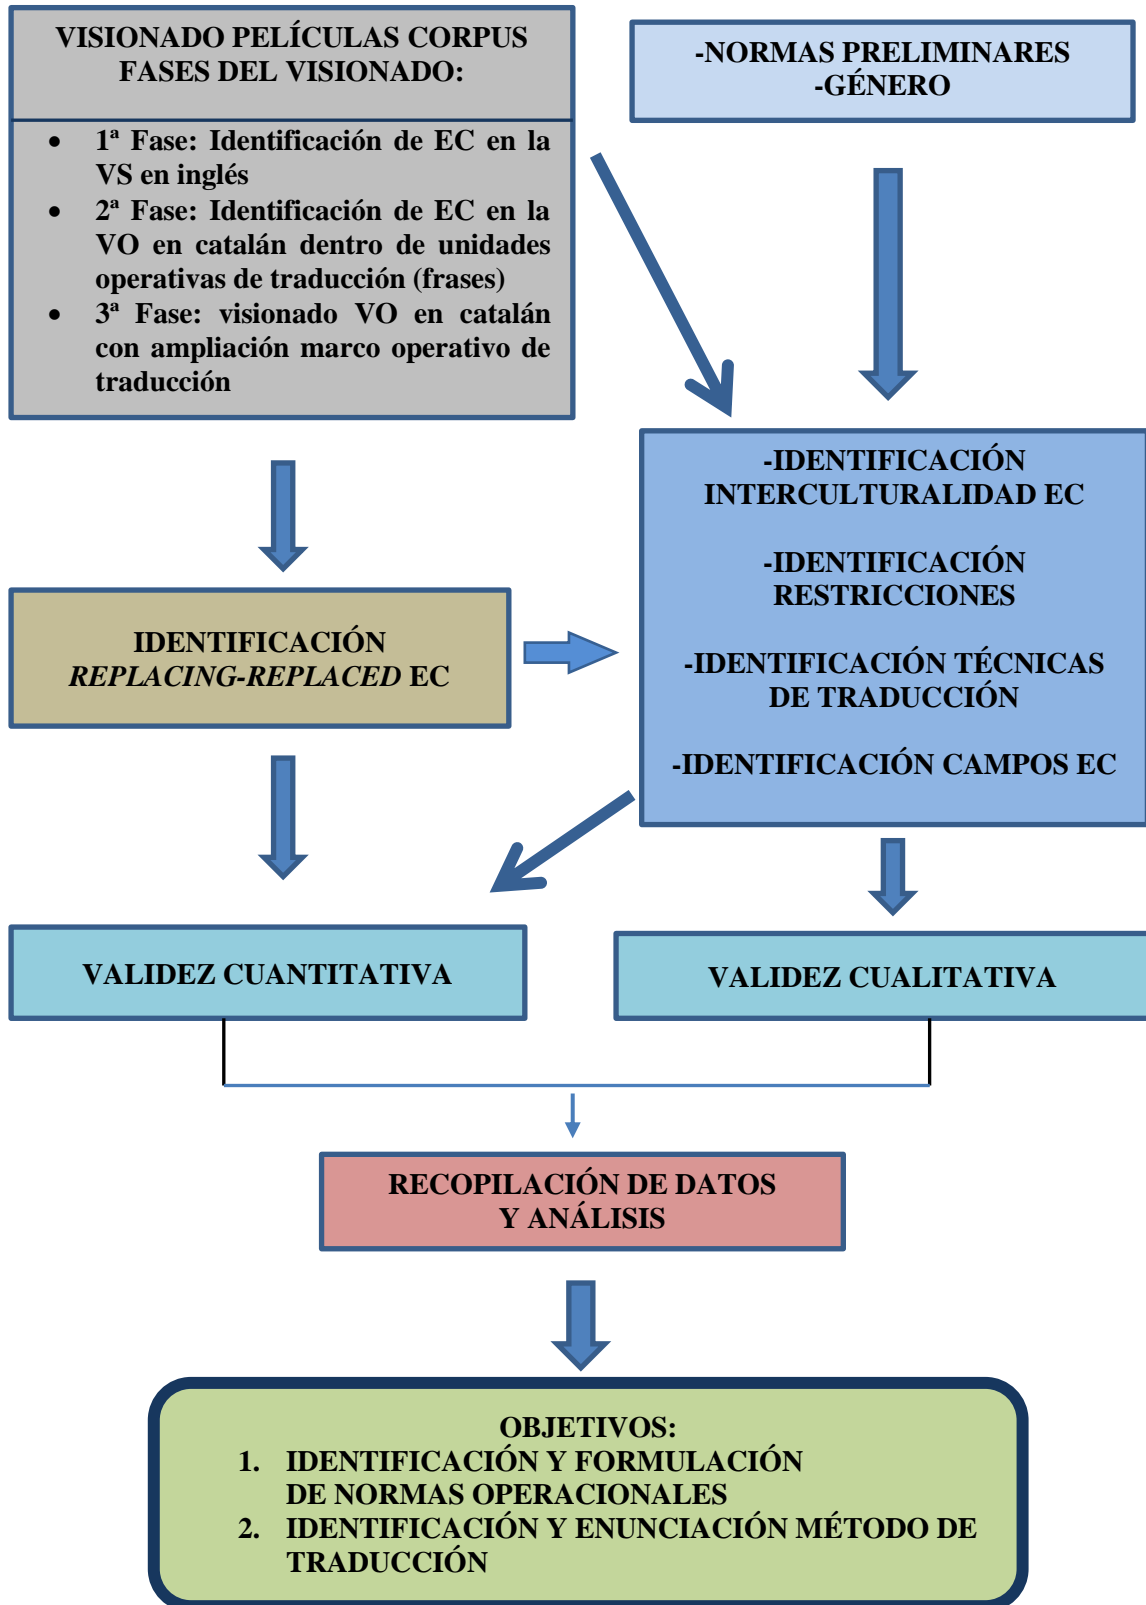 VISIONADO PELÍCULAS CORPUS
FASES DEL VISIONADO:
• 1ª Fase: Identificación de EC en la
VS en inglés
• 2ª Fase: Identificación de EC en la
VO en catalán dentro de unidades
operativas de traducción (frases)
• 3ª Fase: visionado VO en catalán
con ampliación marco operativo de
traducción
-NORMAS PRELIMINARES
-GÉNERO
IDENTIFICACIÓN
REPLACING-REPLACED EC
-IDENTIFICACIÓN
INTERCULTURALIDAD EC
-IDENTIFICACIÓN
RESTRICCIONES
-IDENTIFICACIÓN TÉCNICAS
DE TRADUCCIÓN
-IDENTIFICACIÓN CAMPOS EC
VALIDEZ CUANTITATIVA
VALIDEZ CUALITATIVA
RECOPILACIÓN DE DATOS
Y ANÁLISIS
OBJETIVOS:
1. IDENTIFICACIÓN Y FORMULACIÓN
DE NORMAS OPERACIONALES
2. IDENTIFICACIÓN Y ENUNCIACIÓN MÉTODO DE
TRADUCCIÓN